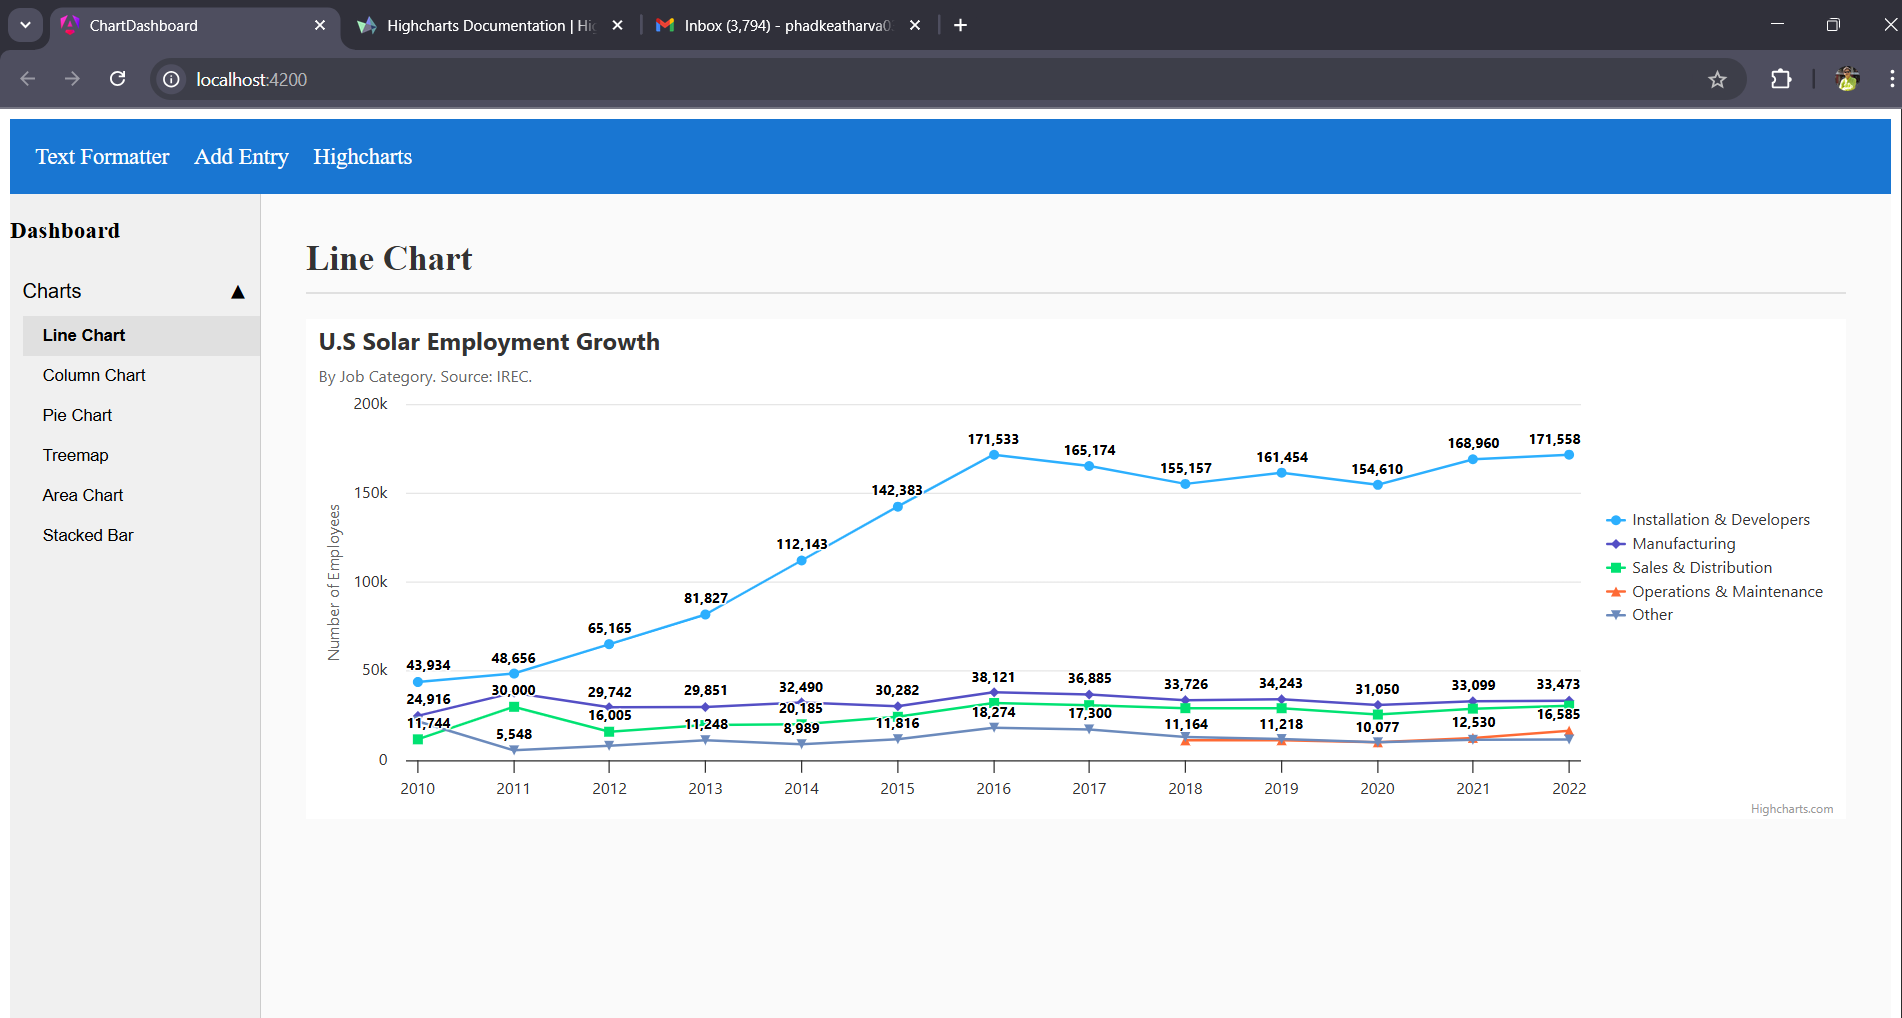 ChartDashboard
Highcharts Documentation | Hi
Inbox (3,794) - phadkeatharva0
localhost:4200
Text Formatter Add Entry Highcharts
Dashboard
Charts ▲
Line Chart
Column Chart
Pie Chart
Treemap
Area Chart
Stacked Bar
Line Chart
U.S Solar Employment Growth
By Job Category. Source: IREC.
Number of Employees
200k
150k
100k
50k
0
171,533 165,174 155,157 161,454 154,610 168,960 171,558
142,383
112,143
81,827
65,165
43,934 48,656
24,916 30,000 29,742 29,851 32,490 30,282 38,121 36,885 33,726 34,243 31,050 33,099 33,473
11,744 16,005 20,185 18,274 17,300 16,585
5,548 11,248 8,989 11,816 11,164 11,218 10,077 12,530
2010 2011 2012 2013 2014 2015 2016 2017 2018 2019 2020 2021 2022
Installation & Developers
Manufacturing
Sales & Distribution
Operations & Maintenance
Other
Highcharts.com